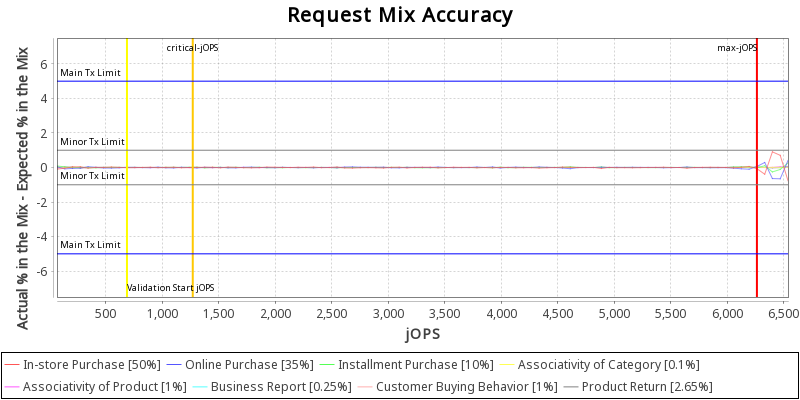 Request Mix Accuracy
Actual % in the Mix - Expected % in the Mix
critical-jOPS
max-jOPS
6
Main Tx Limit
4
2
Minor Tx Limit
0
Minor Tx Limit
-2
-4
Main Tx Limit
-6
Validation Start jOPS
500 1,000 1,500 2,000 2,500 3,000 3,500 4,000 4,500 5,000 5,500 6,000 6,500
jOPS
In-store Purchase [50%] Online Purchase [35%] Installment Purchase [10%] Associativity of Category [0.1%]
Associativity of Product [1%] Business Report [0.25%] Customer Buying Behavior [1%] Product Return [2.65%]